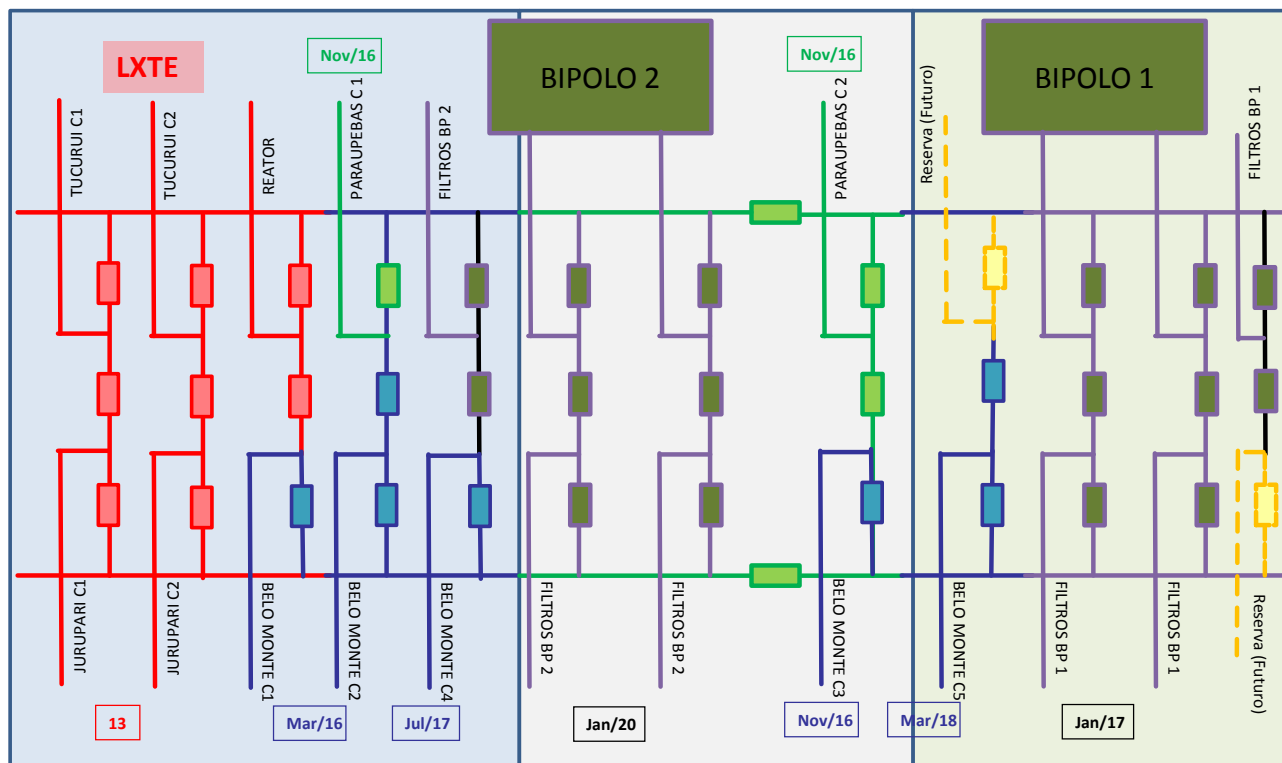 LXTE
Nov/16
BIPOLO 2
Nov/16
BIPOLO 1
TUCURUI C1
TUCURUI C2
REATOR
PARAUPEBAS C 1
FILTROS BP 2
PARAUPEBAS C 2
Reserva (Futuro)
FILTROS BP 1
JURUPARI C1
JURUPARI C2
BELO MONTE C1
BELO MONTE C2
BELO MONTE C4
FILTROS BP 2
FILTROS BP 2
BELO MONTE C3
BELO MONTE C5
FILTROS BP 1
FILTROS BP 1
Reserva (Futuro)
13
Mar/16
Jul/17
Jan/20
Nov/16
Mar/18
Jan/17